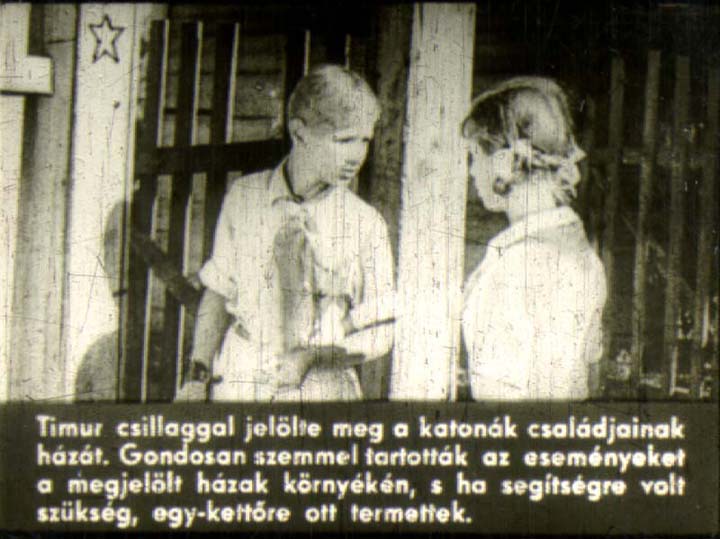 Timur csillaggal jelölte meg a katonák családjainak
házát. Gondosan szemmel tartották az eseményeket
a megjelölt házak környékén, s ha segítségre volt
szükség, egy-kettőre ott termettek.